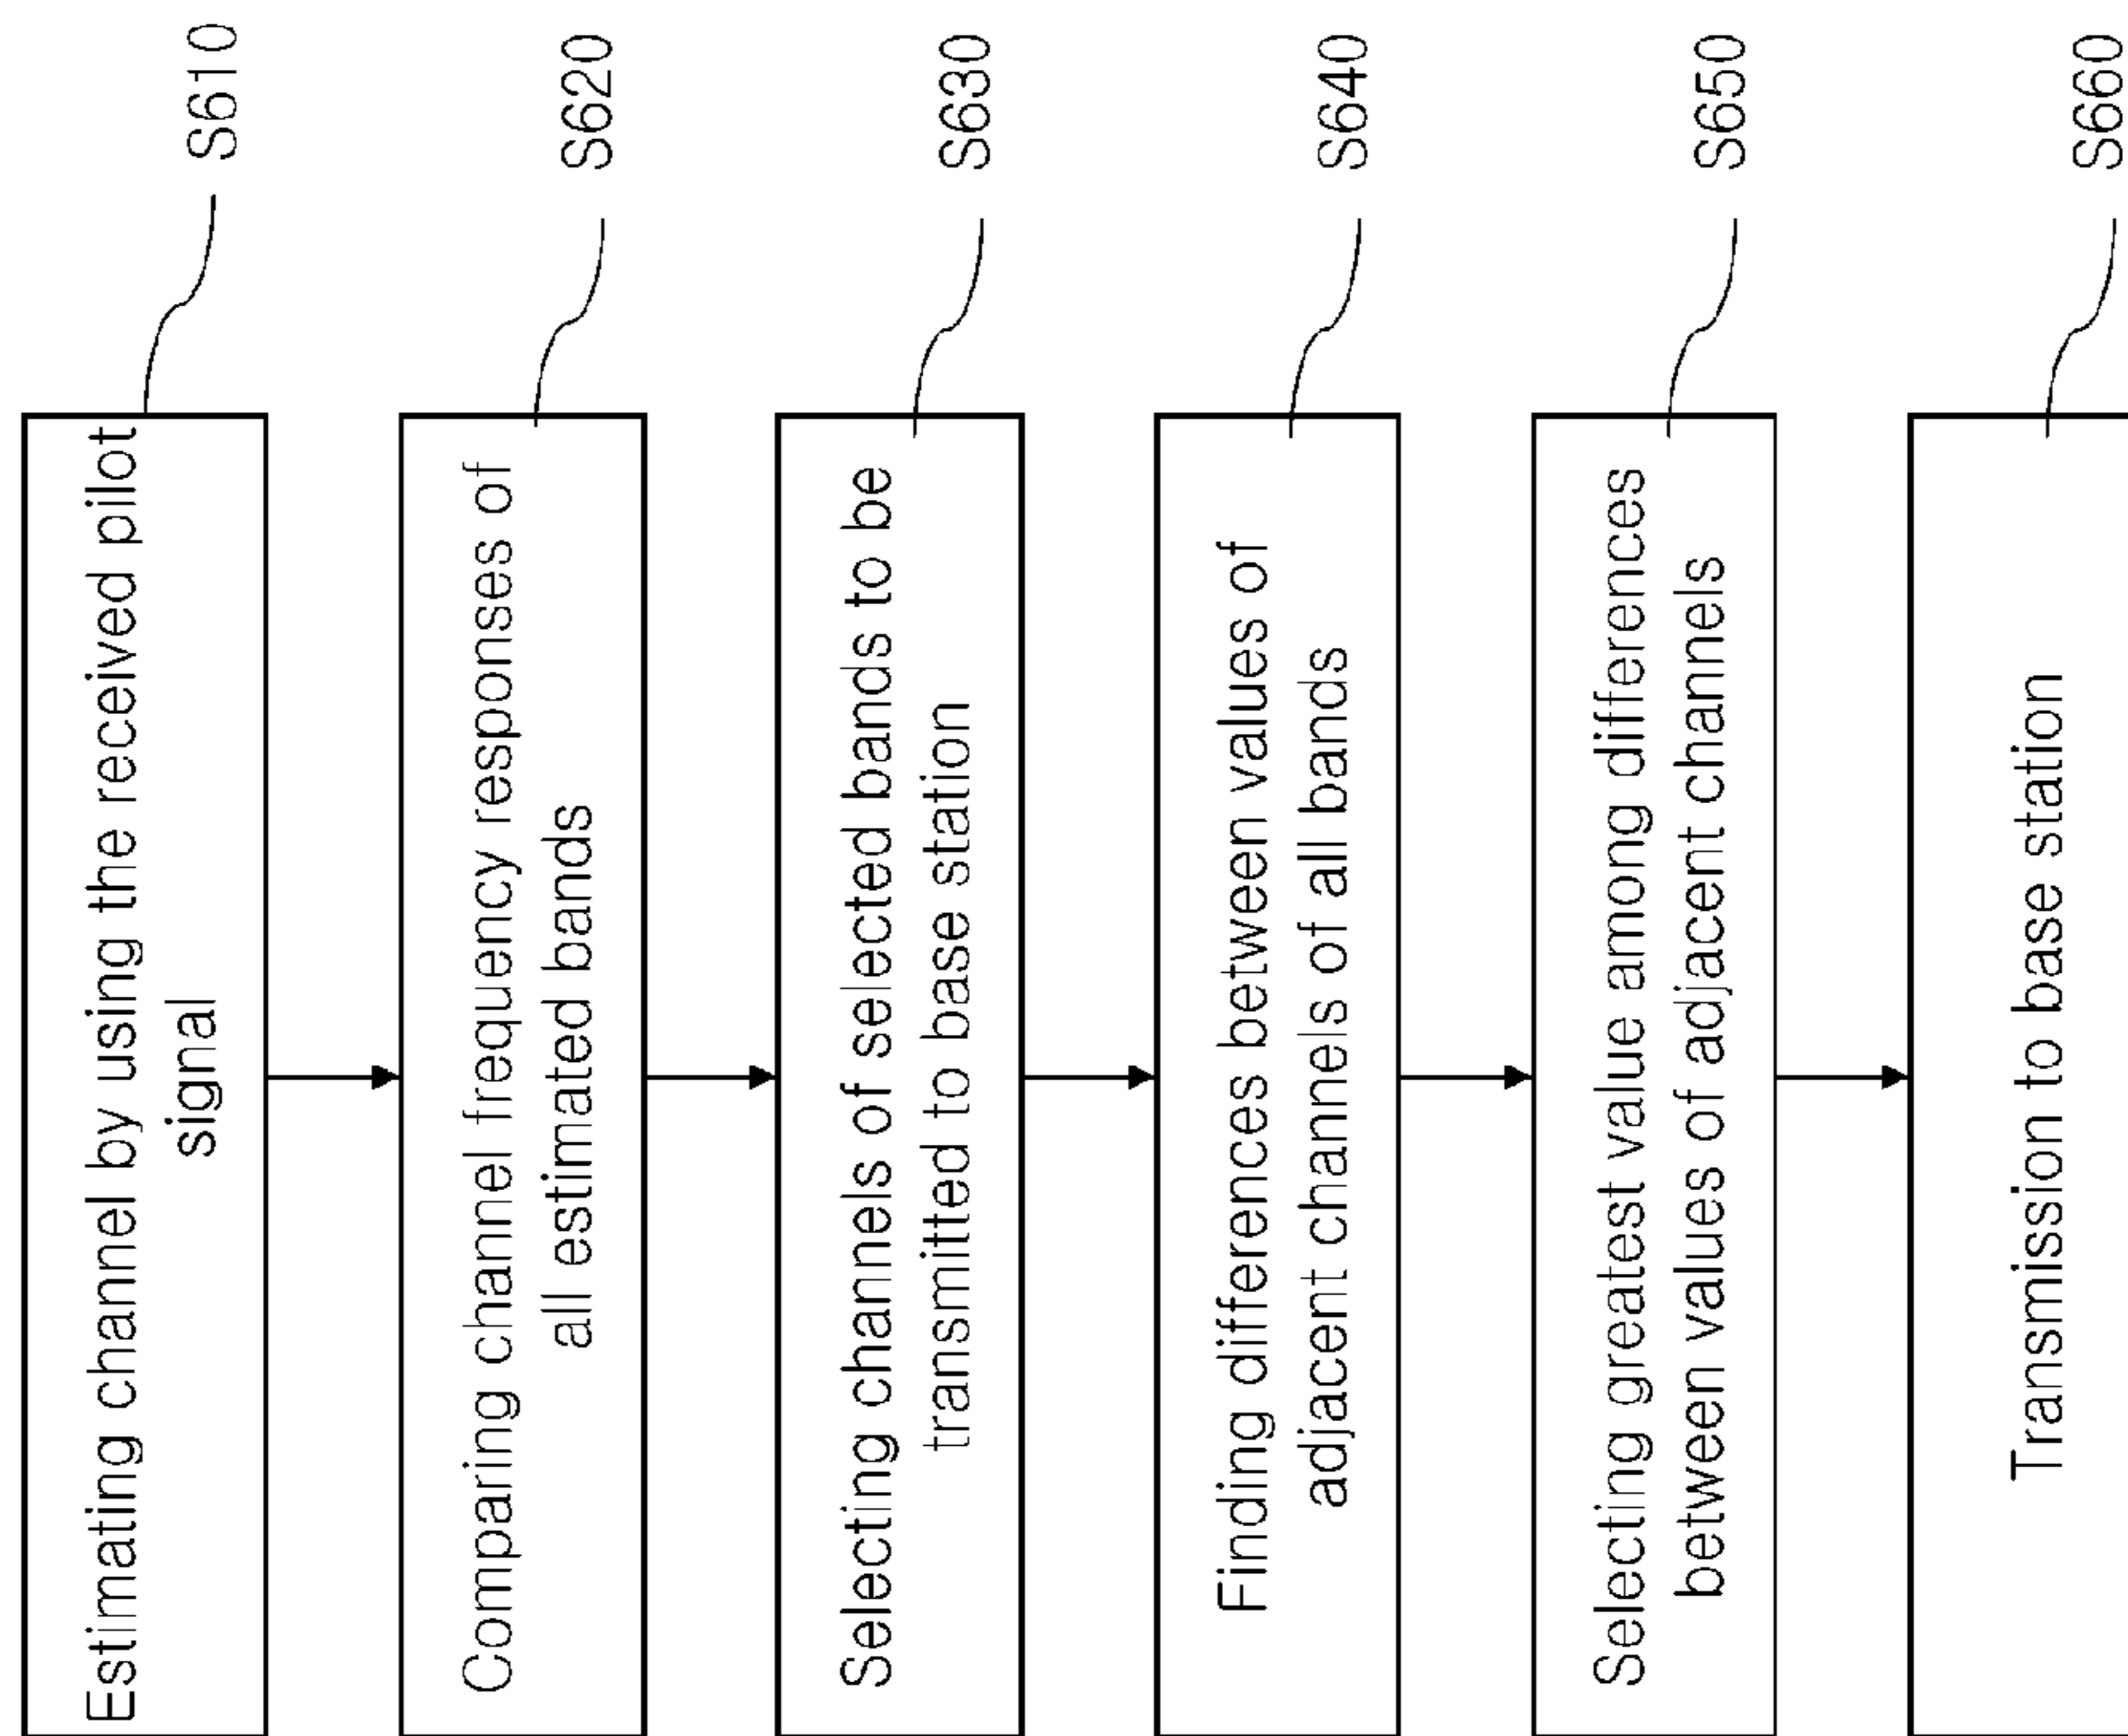 Estimating channel by using the received pilot
signal
S610
Comparing channel frequency responses of
all estimated bands
S620
Selecting channels of selected bands to be
transmitted to base station
S630
Finding differences between values of
adjacent channels of all bands
S640
Selecting greatest value among differences
between values of adjacent channels
S650
Transmission to base station
S660